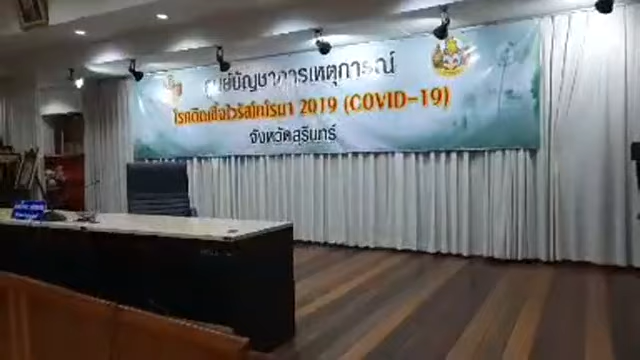 ศูนย์บัญชาการเหตุการณ์
โรคติดเชื้อไวรัสโคโรนา 2019 (COVID-19)
จังหวัดสุรินทร์